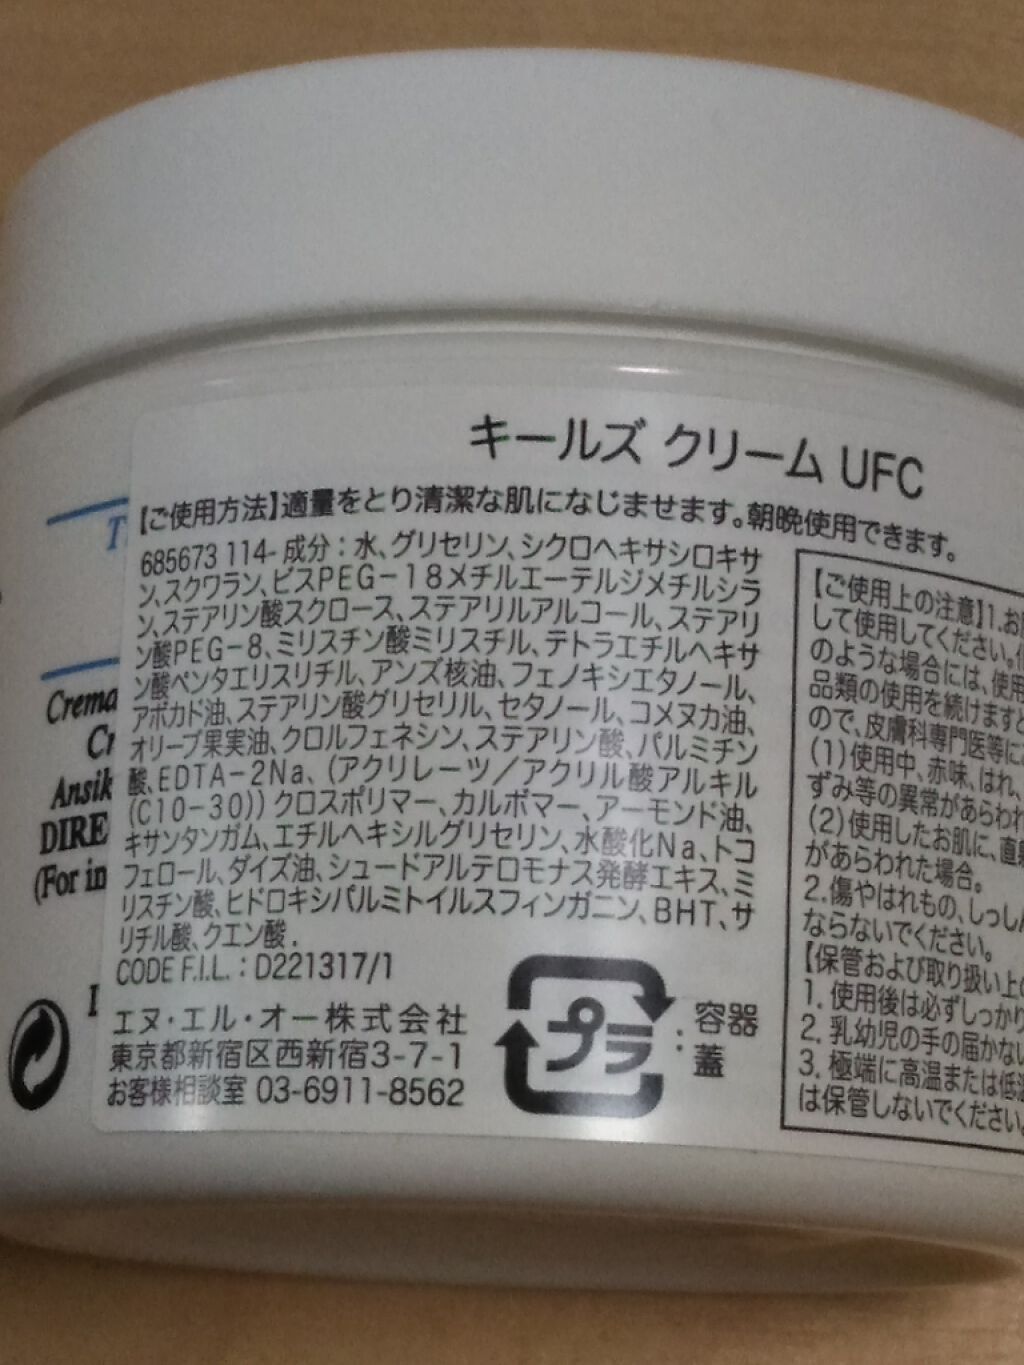 キールズ クリーム UFC
【ご使用方法】適量をとり清潔な肌になじませます。朝晩使用できます。
685673 114- 成分：水、グリセリン、シクロヘキサシロキサ
ン、スクワラン、ビスPEG－18メチルエーテルジメチルシラ
ン、ステアリン酸スクロース、ステアリルアルコール、ステアリ
ン酸PEG－8、ミリスチン酸ミリスチル、テトラエチルヘキサ
ン酸ペンタエリスリチル、アンズ核油、フェノキシエタノール、
アボカド油、ステアリン酸グリセリル、セタノール、コメヌカ油、
オリーブ果実油、クロルフェネシン、ステアリン酸、パルミチン
酸、EDTA－2Na、（アクリレーツ／アクリル酸アルキル
(C10－30)）クロスポリマー、カルボマー、アーモンド油、
キサンタンガム、エチルヘキシルグリセリン、水酸化Na、トコ
フェロール、ダイズ油、シュードアルテロモナス発酵エキス、ミ
リスチン酸、ヒドロキシパルミトイルスフィンガニン、BHT、サ
リチル酸、クエン酸．
CODE F.I.L. : D221317/1
エヌ・エル・オー株式会社
東京都新宿区西新宿3-7-1
お客様相談室 03-6911-8562
プラ
：容器
蓋
【ご使用上の注意】1.お
して使用してください。
のような場合には、使用
品類の使用を続けますと
ので、皮膚科専門医等に
(1)使用中、赤味、はれ、
ずみ等の異常があらわれ
(2)使用したお肌に、直
があらわれた場合。
2.傷やはれもの、しっしん
ならないでください。
【保管および取り扱い上の
1. 使用後は必ずしっかり
2. 乳幼児の手の届かない
3. 極端に高温または低温
は保管しないでください。
T
Crema
Cr
Ansik
DIRE
(For in